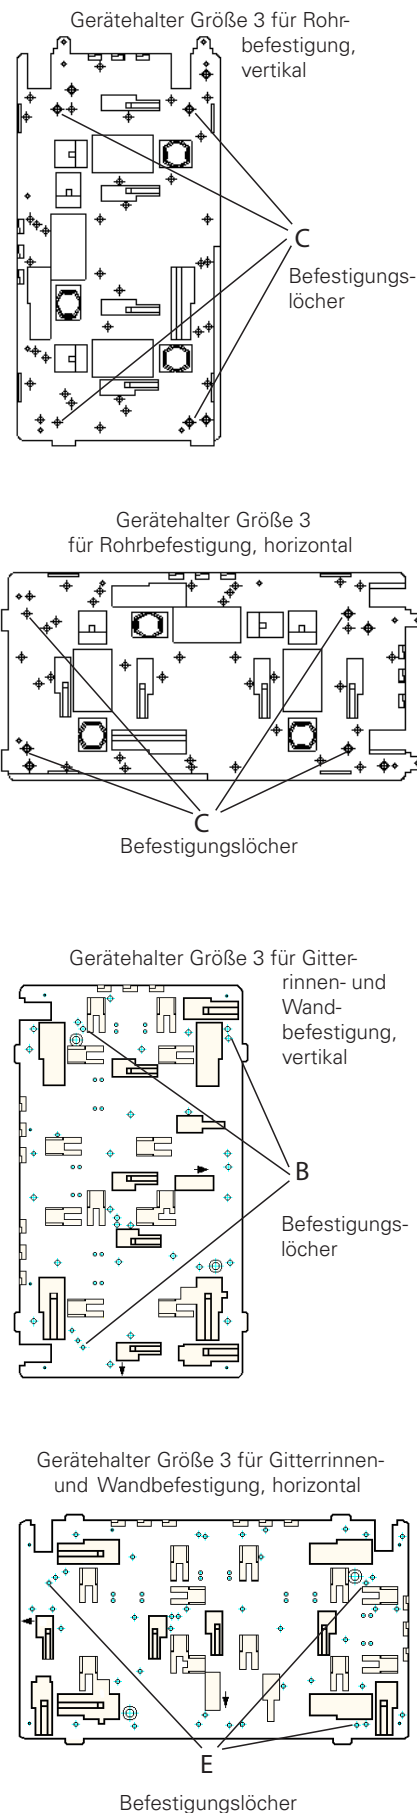 Gerätehalter Größe 3 für Rohr-
befestigung,
vertikal
C
Befestigungs-
löcher
Gerätehalter Größe 3
für Rohrbefestigung, horizontal
C
Befestigungslöcher
Gerätehalter Größe 3 für Gitter-
rinnen- und
Wand-
befestigung,
vertikal
B
Befestigungs-
löcher
Gerätehalter Größe 3 für Gitterrinnen-
und Wandbefestigung, horizontal
E
Befestigungslöcher